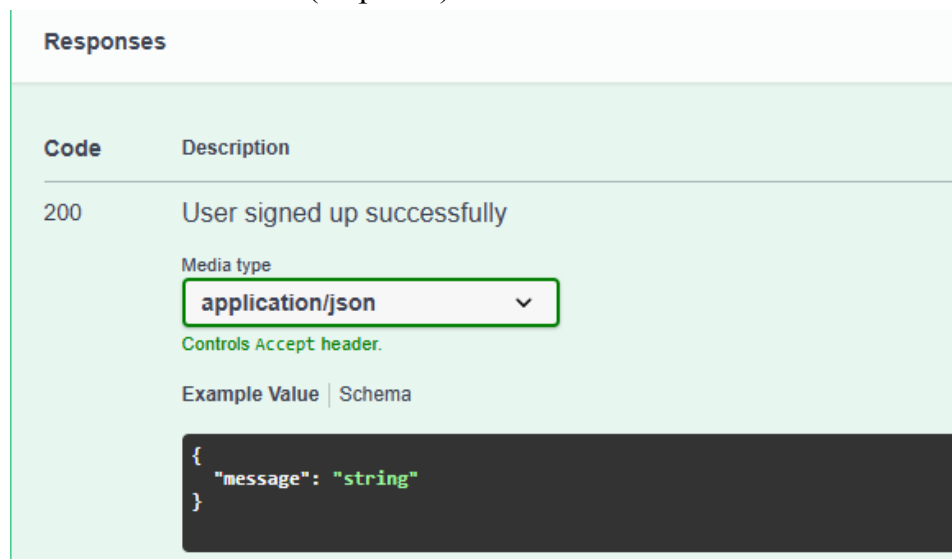 Responses
Code Description
200 User signed up successfully
Media type
application/json
Controls Accept header.
Example Value | Schema
{
"message": "string"
}